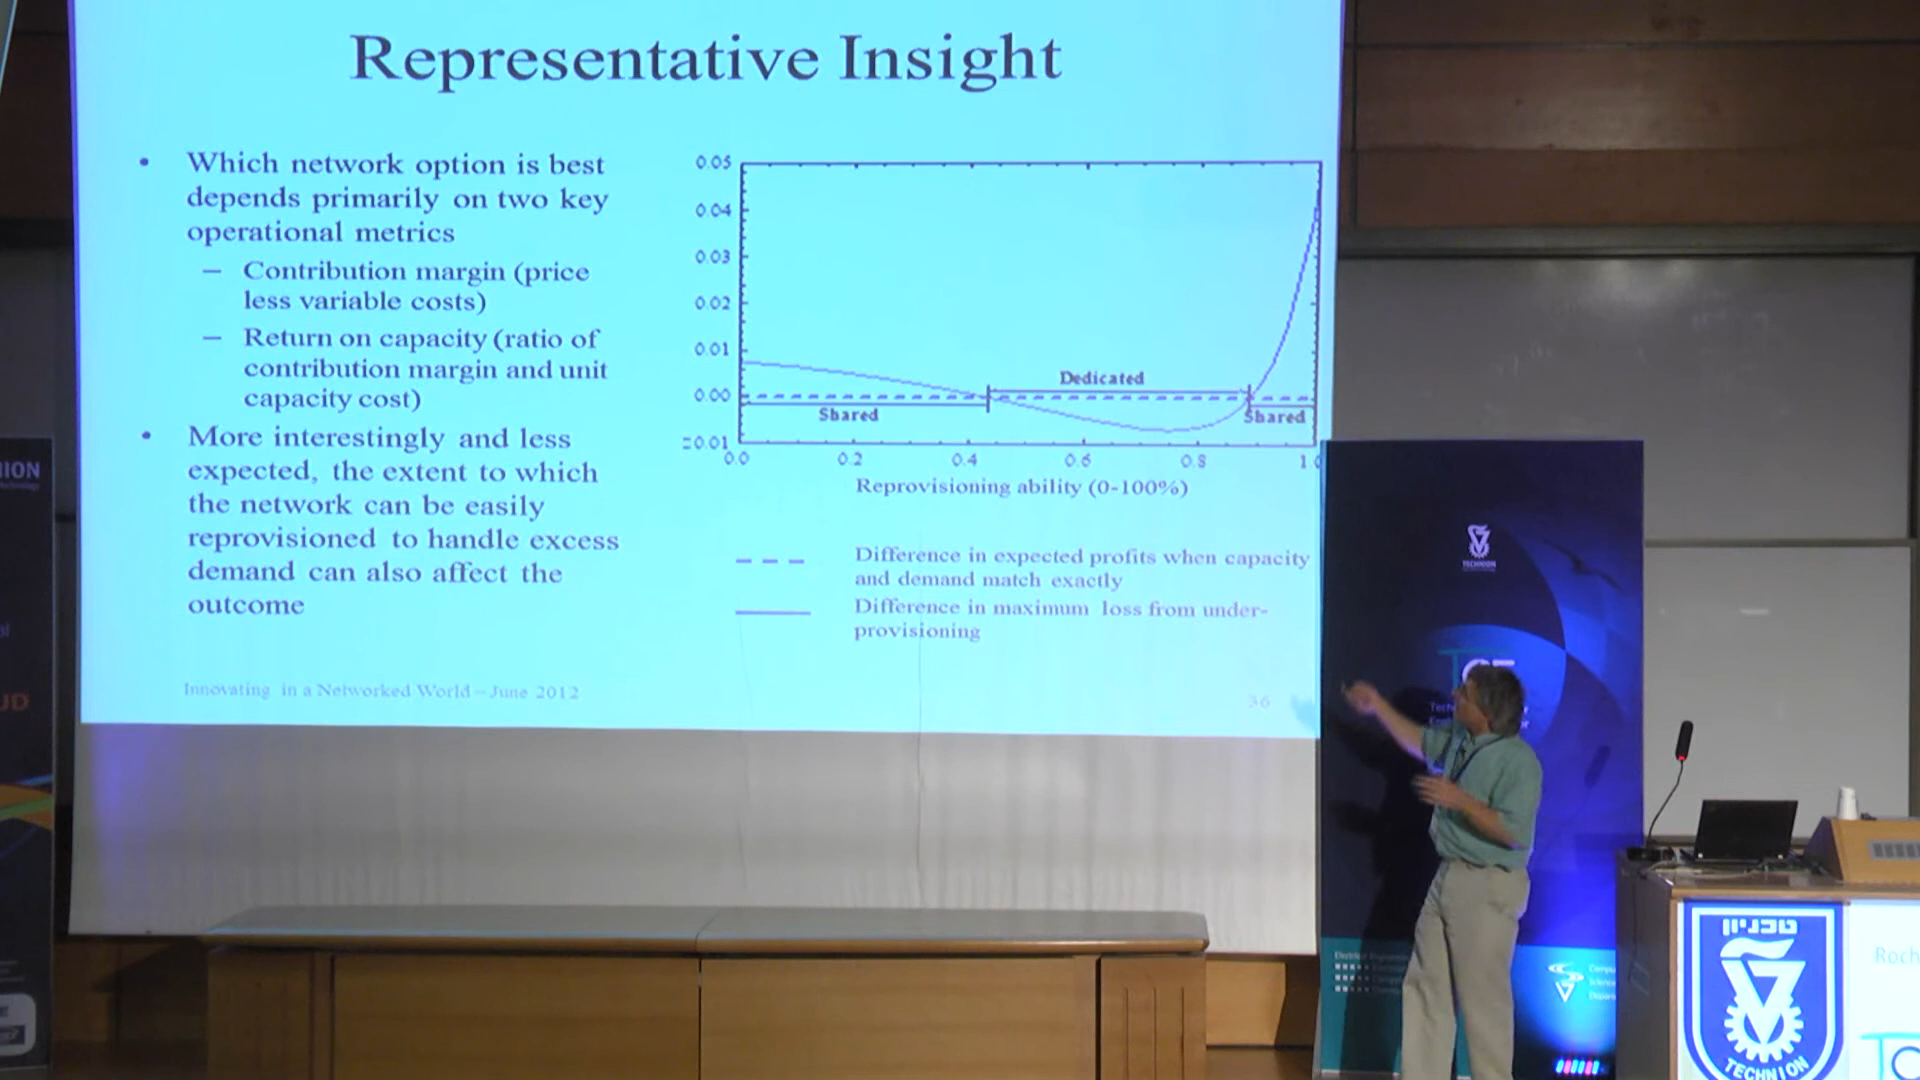 Representative Insight
• Which network option is best
depends primarily on two key
operational metrics
– Contribution margin (price
less variable costs)
– Return on capacity (ratio of
contribution margin and unit
capacity cost)
• More interestingly and less
expected, the extent to which
the network can be easily
reprovisioned to handle excess
demand can also affect the
outcome
0.05
0.04
0.03
0.02
0.01
0.00
-0.01
Dedicated
Shared
Shared
0.0 0.2 0.4 0.6 0.8
Reprovisioning ability (0-100%)
Difference in expected profits when capacity
and demand match exactly
Difference in maximum loss from under-
provisioning
Innovating in a Networked World – June 2012
36
TECHNION
ION
UD
טכניון
TECHNION
Roch